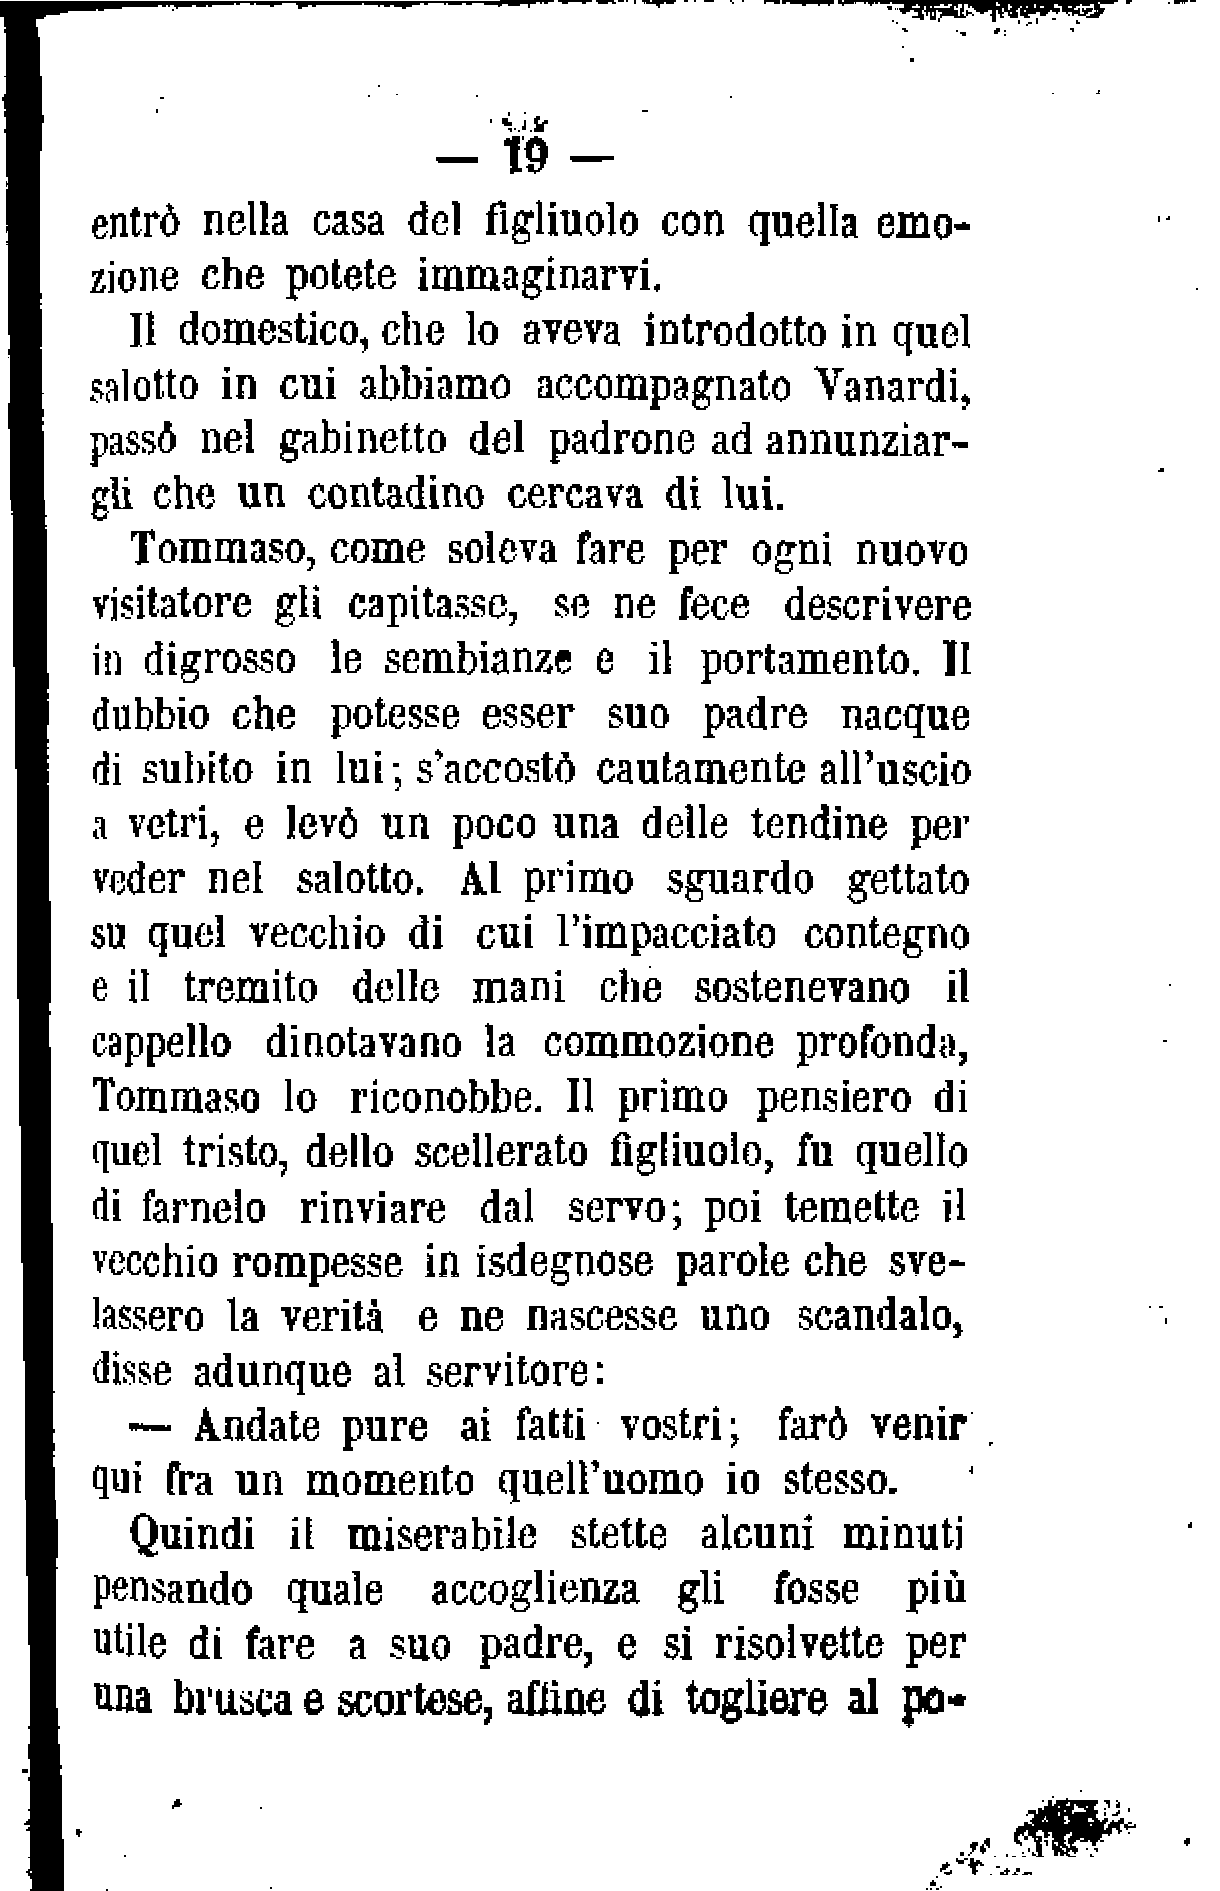 — 19 —
entrò nella casa del figliuolo con quella emo-
zione che potete immaginarvi.
Il domestico, che lo aveva introdotto in quel
salotto in cui abbiamo accompagnato Vanardi,
passò nel gabinetto del padrone ad annunziar-
gli che un contadino cercava di lui.
Tommaso, come soleva fare per ogni nuovo
visitatore gli capitasse, se ne fece descrivere
in digrosso le sembianze e il portamento. Il
dubbio che potesse esser suo padre nacque
di subito in lui; s'accostò cautamente all'uscio
a vetri, e levò un poco una delle tendine per
veder nel salotto. Al primo sguardo gettato
su quel vecchio di cui l'impacciato contegno
e il tremito delle mani che sostenevano il
cappello dinotavano la commozione profonda,
Tommaso lo riconobbe. Il primo pensiero di
quel tristo, dello scellerato figliuolo, fu quello
di farnelo rinviare dal servo; poi temette il
vecchio rompesse in isdegnose parole che sve-
lassero la verità e ne nascesse uno scandalo,
disse adunque al servitore:
— Andate pure ai fatti vostri; farò venir
qui fra un momento quell'uomo io stesso.
Quindi il miserabile stette alcuni minuti
pensando quale accoglienza gli fosse più
utile di fare a suo padre, e si risolvette per
una brusca e scortese, affine di togliere al po-